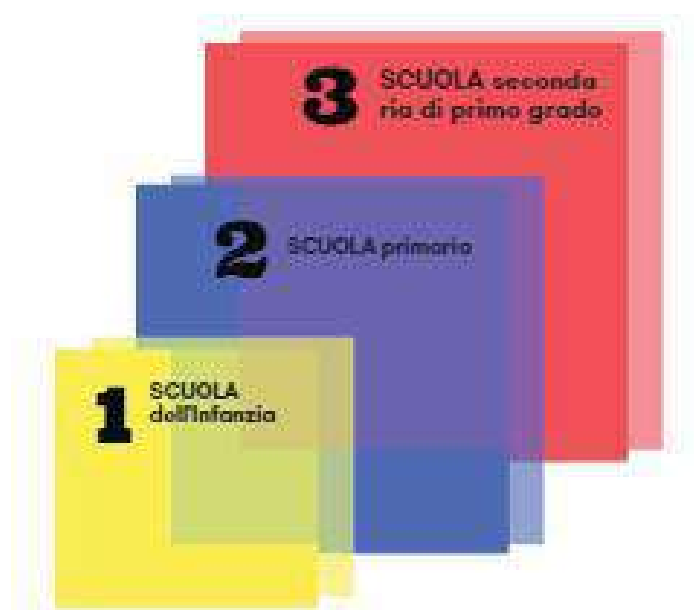 3 SCUOLA seconda
ria di primo grado
2 SCUOLA primaria
1 SCUOLA
dell'Infanzia